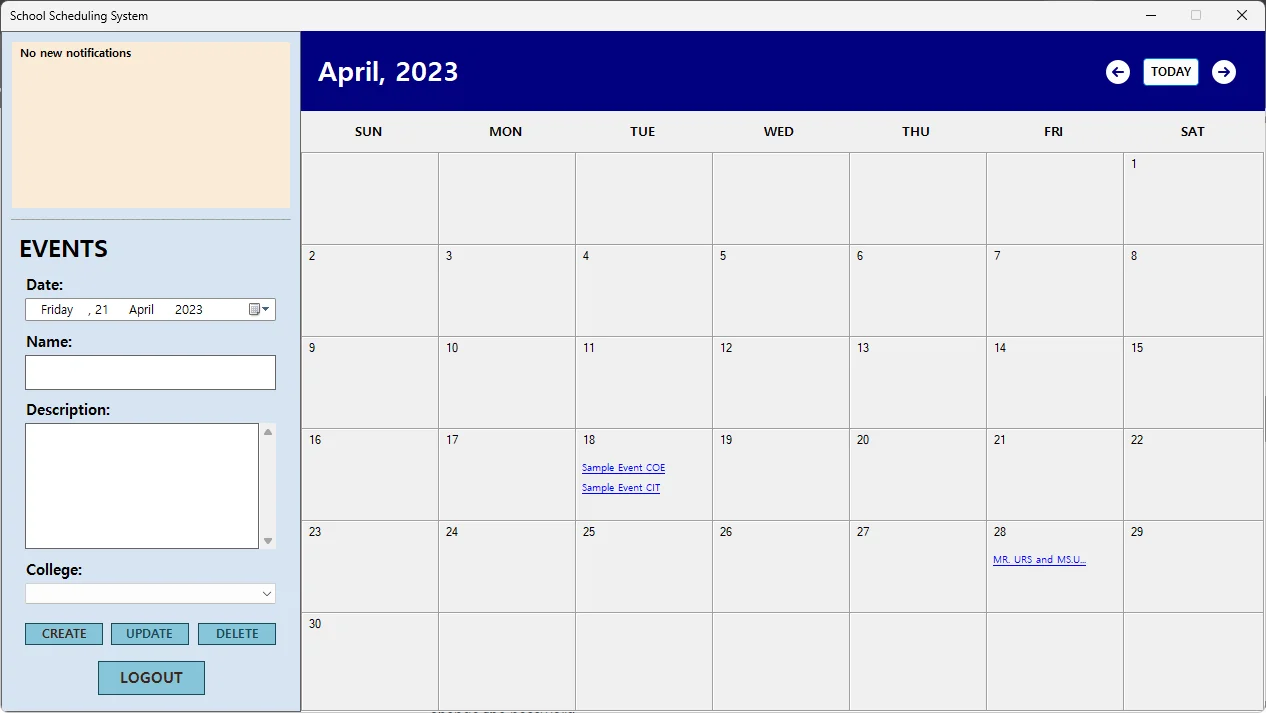 School Scheduling System
No new notifications
EVENTS
Date:
Friday , 21 April 2023
Name:
Description:
College:
CREATE UPDATE DELETE
LOGOUT
April, 2023
TODAY
SUN MON TUE WED THU FRI SAT
1
2 3 4 5 6 7 8
9 10 11 12 13 14 15
16 17 18 19 20 21 22
Sample Event COE
Sample Event CIT
23 24 25 26 27 28 29
MR. URS and MS.U...
30